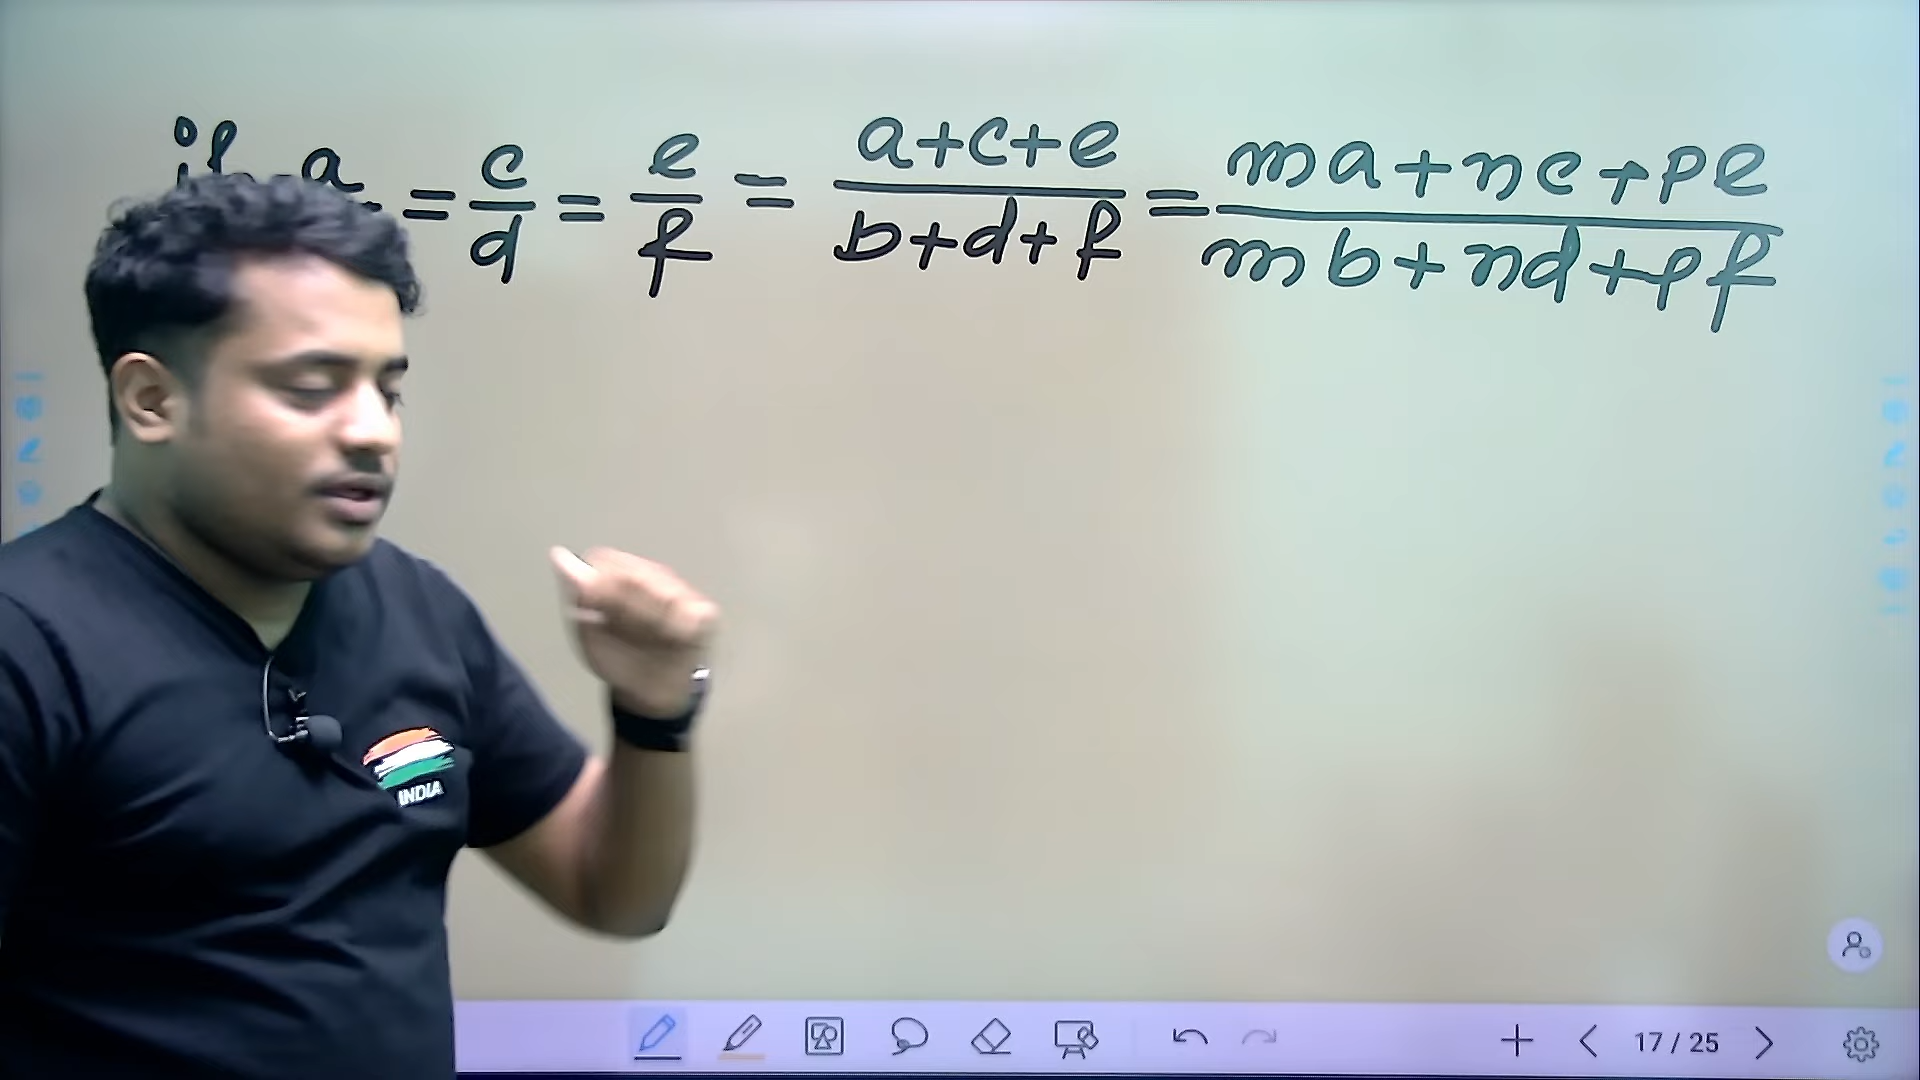 if a = c/d = e/f = a+c+e/b+d+f = ma+nc+pe/mb+nd+pf
INDIA
17 / 25